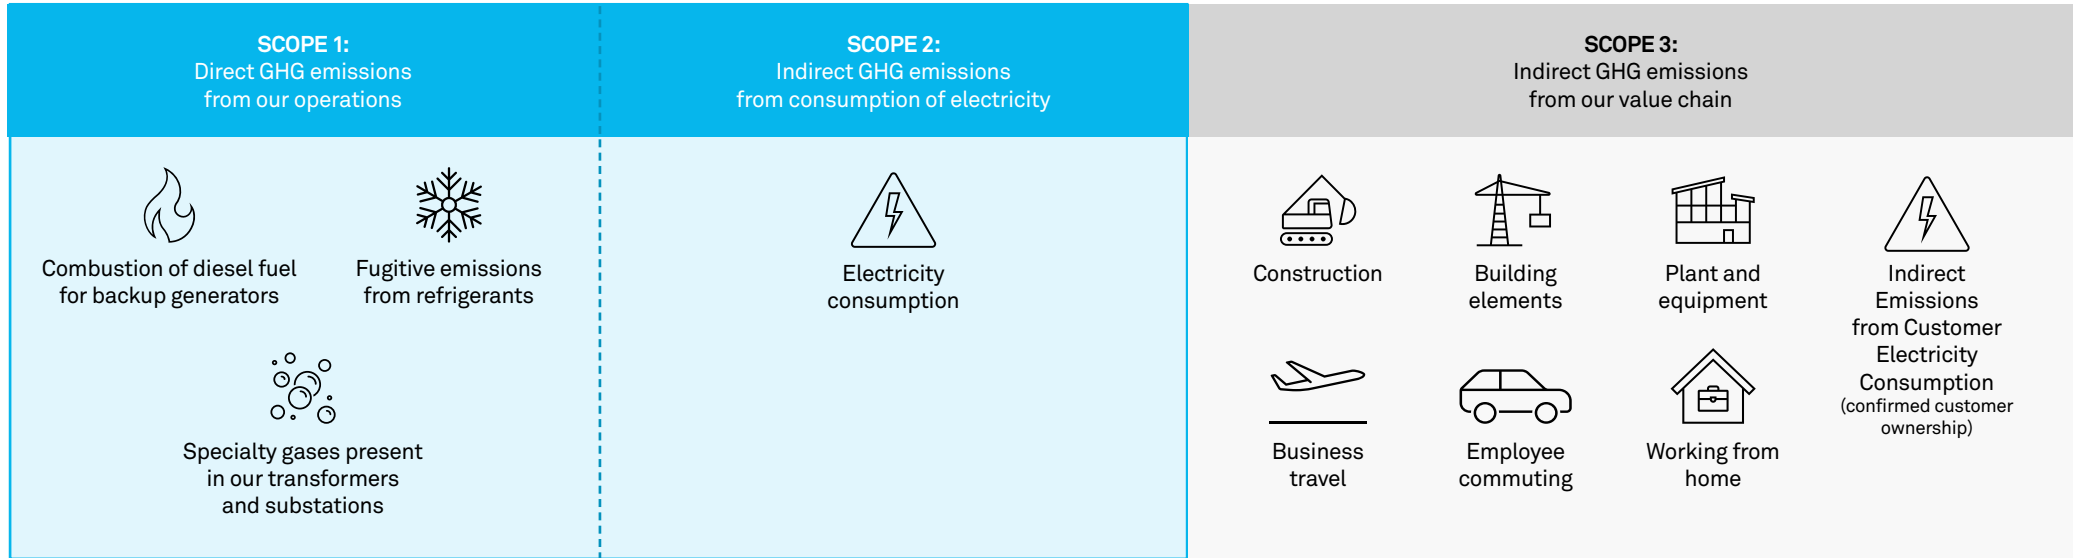 SCOPE 1:
Direct GHG emissions
from our operations
SCOPE 2:
Indirect GHG emissions
from consumption of electricity
SCOPE 3:
Indirect GHG emissions
from our value chain
Combustion of diesel fuel
for backup generators
Fugitive emissions
from refrigerants
Specialty gases present
in our transformers
and substations
Electricity
consumption
Construction
Building
elements
Plant and
equipment
Indirect
Emissions
from Customer
Electricity
Consumption
(confirmed customer
ownership)
Business
travel
Employee
commuting
Working from
home